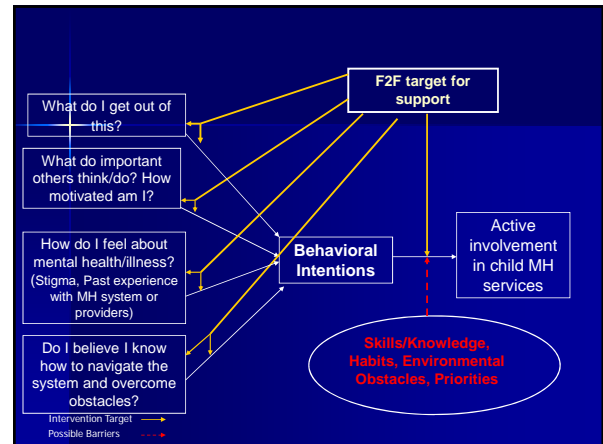 F2F target for
support
What do I get out of
this?
What do important
others think/do? How
motivated am I?
How do I feel about
mental health/illness?
(Stigma, Past experience
with MH system or
providers)
Do I believe I know
how to navigate the
system and overcome
obstacles?
Behavioral
Intentions
Active
involvement
in child MH
services
Skills/Knowledge,
Habits, Environmental
Obstacles, Priorities
Intervention Target
Possible Barriers